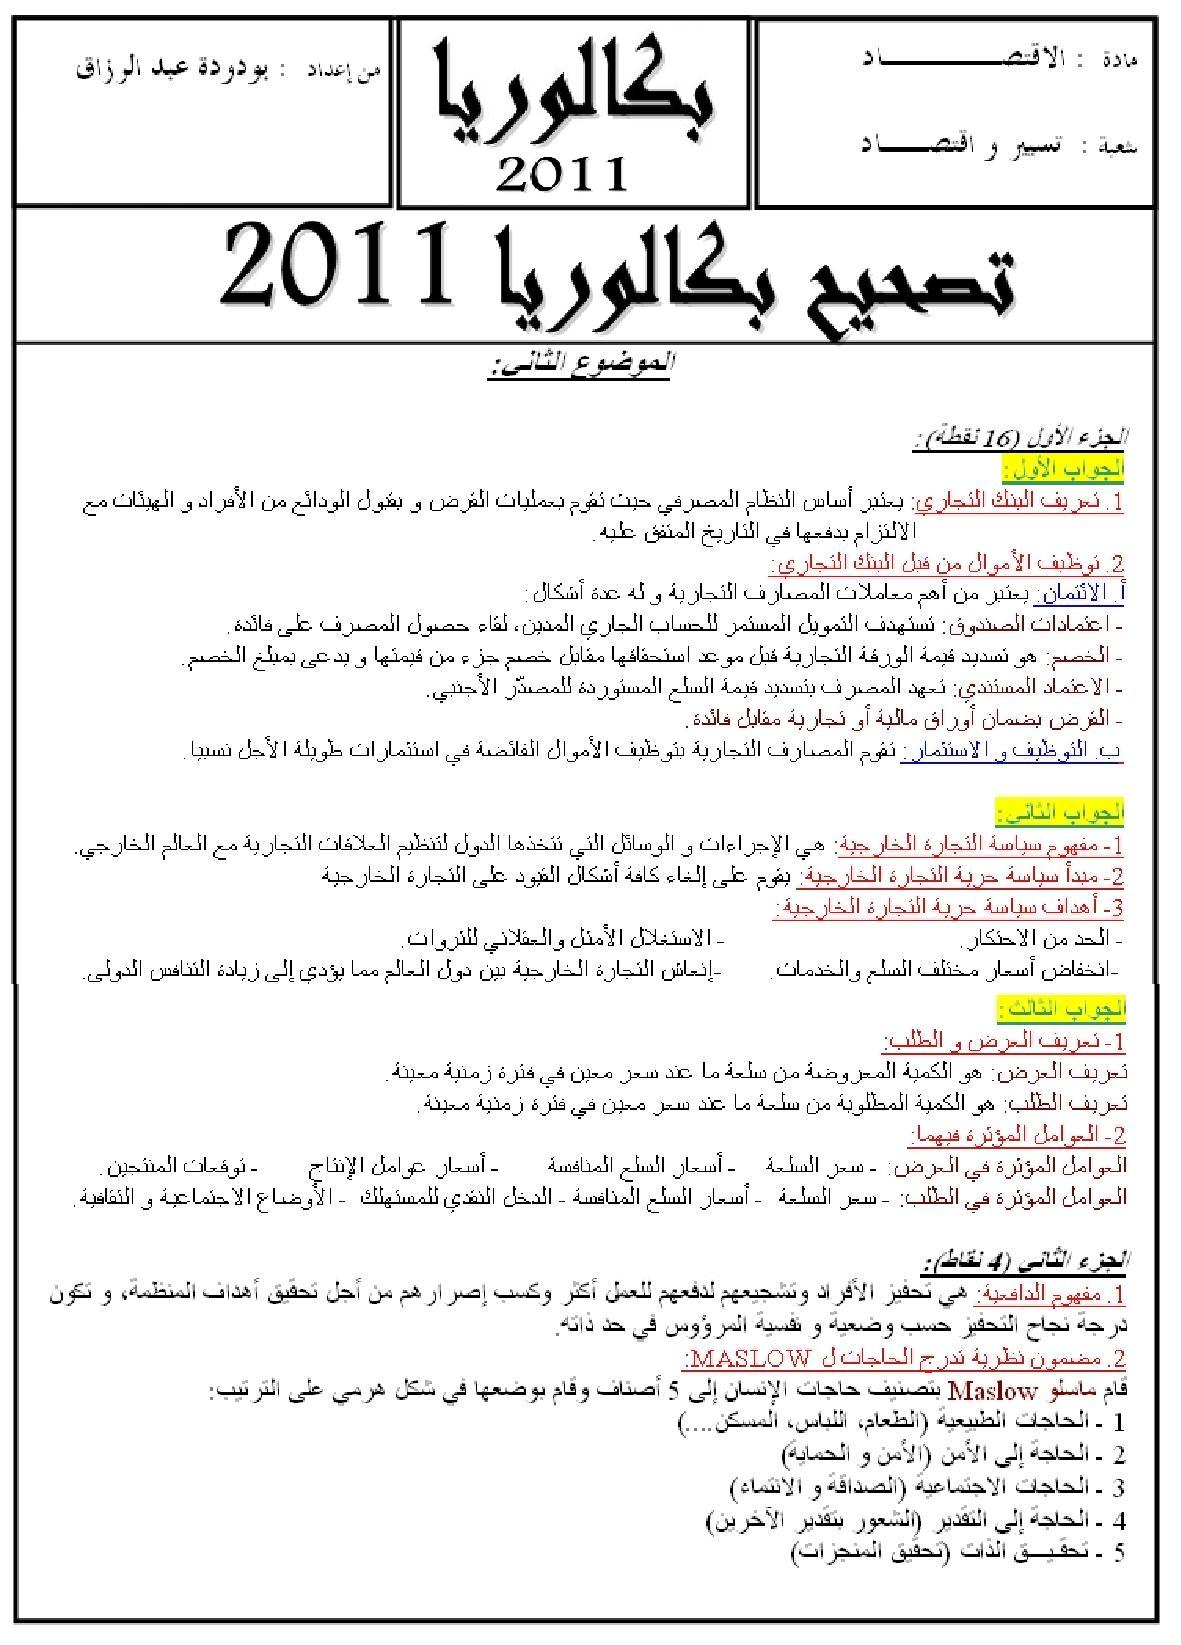 مادة : الاقتصـــــــــــاد
شعبة : تسيير و اقتصـــــاد
بكالوريا
2011
من إعداد : بودودة عبد الرزاق
تصحيح بكالوريا 2011
الموضوع الثاني:
الجزء الأول (16 نقطة):
الجواب الأول:
1. تعريف البنك التجاري: يعتبر أساس النظام المصرفي حيث تقوم بعمليات القرض و بقبول الودائع من الأفراد و الهيئات مع
الالتزام بدفعها في التاريخ المتفق عليه.
2. توظيف الأموال من قبل البنك التجاري:
أ. الائتمان: يعتبر من أهم معاملات المصارف التجارية و له عدة أشكال:
- اعتمادات الصندوق: تستهدف التمويل المستمر للحساب الجاري المدين، لقاء حصول المصرف على فائدة.
- الخصم: هو تسديد قيمة الورقة التجارية قبل موعد استحقاقها مقابل خصم جزء من قيمتها و يدعى بمبلغ الخصم.
- الاعتماد المستندي: تعهد المصرف بتسديد قيمة السلع المستوردة للمصدّر الأجنبي.
- القرض بضمان أوراق مالية أو تجارية مقابل فائدة.
ب. التوظيف و الاستثمار: تقوم المصارف التجارية بتوظيف الأموال الفائضة في استثمارات طويلة الأجل نسبيا.
الجواب الثاني:
1- مفهوم سياسة التجارة الخارجية: هي الإجراءات و الوسائل التي تتخذها الدول لتنظيم العلاقات التجارية مع العالم الخارجي.
2- مبدأ سياسة حرية التجارة الخارجية: يقوم على إلغاء كافة أشكال القيود على التجارة الخارجية
3- أهداف سياسة حرية التجارة الخارجية:
- الحد من الاحتكار. - الاستغلال الأمثل والعقلاني للثروات.
-انخفاض أسعار مختلف السلع والخدمات. -إنعاش التجارة الخارجية بين دول العالم مما يؤدي إلى زيادة التنافس الدولي.
الجواب الثالث:
1- تعريف العرض و الطلب:
تعريف العرض: هو الكمية المعروضة من سلعة ما عند سعر معين في فترة زمنية معينة.
تعريف الطلب: هو الكمية المطلوبة من سلعة ما عند سعر معين في فترة زمنية معينة.
2- العوامل المؤثرة فيهما:
العوامل المؤثرة في العرض: - سعر السلعة - أسعار السلع المنافسة - أسعار عوامل الإنتاج - توقعات المنتجين.
العوامل المؤثرة في الطلب: - سعر السلعة - أسعار السلع المنافسة - الدخل النقدي للمستهلك - الأوضاع الاجتماعية و الثقافية.
الجزء الثاني (4 نقاط):
1. مفهوم الدافعية: هي تحفيز الأفراد وتشجيعهم لدفعهم للعمل أكثر وكسب إصرارهم من أجل تحقيق أهداف المنظمة، و تكون
درجة نجاح التحفيز حسب وضعية و نفسية المرؤوس في حد ذاته.
2. مضمون نظرية تدرج الحاجات ل MASLOW:
قام ماسلو Maslow بتصنيف حاجات الإنسان إلى 5 أصناف وقام بوضعها في شكل هرمي على الترتيب:
1 - الحاجات الطبيعية (الطعام، اللباس، المسكن....)
2 - الحاجة إلى الأمن (الأمن و الحماية)
3 - الحاجات الاجتماعية (الصداقة و الانتماء)
4 - الحاجة إلى التقدير (الشعور بتقدير الآخرين)
5 - تحقيـــق الذات (تحقيق المنجزات)